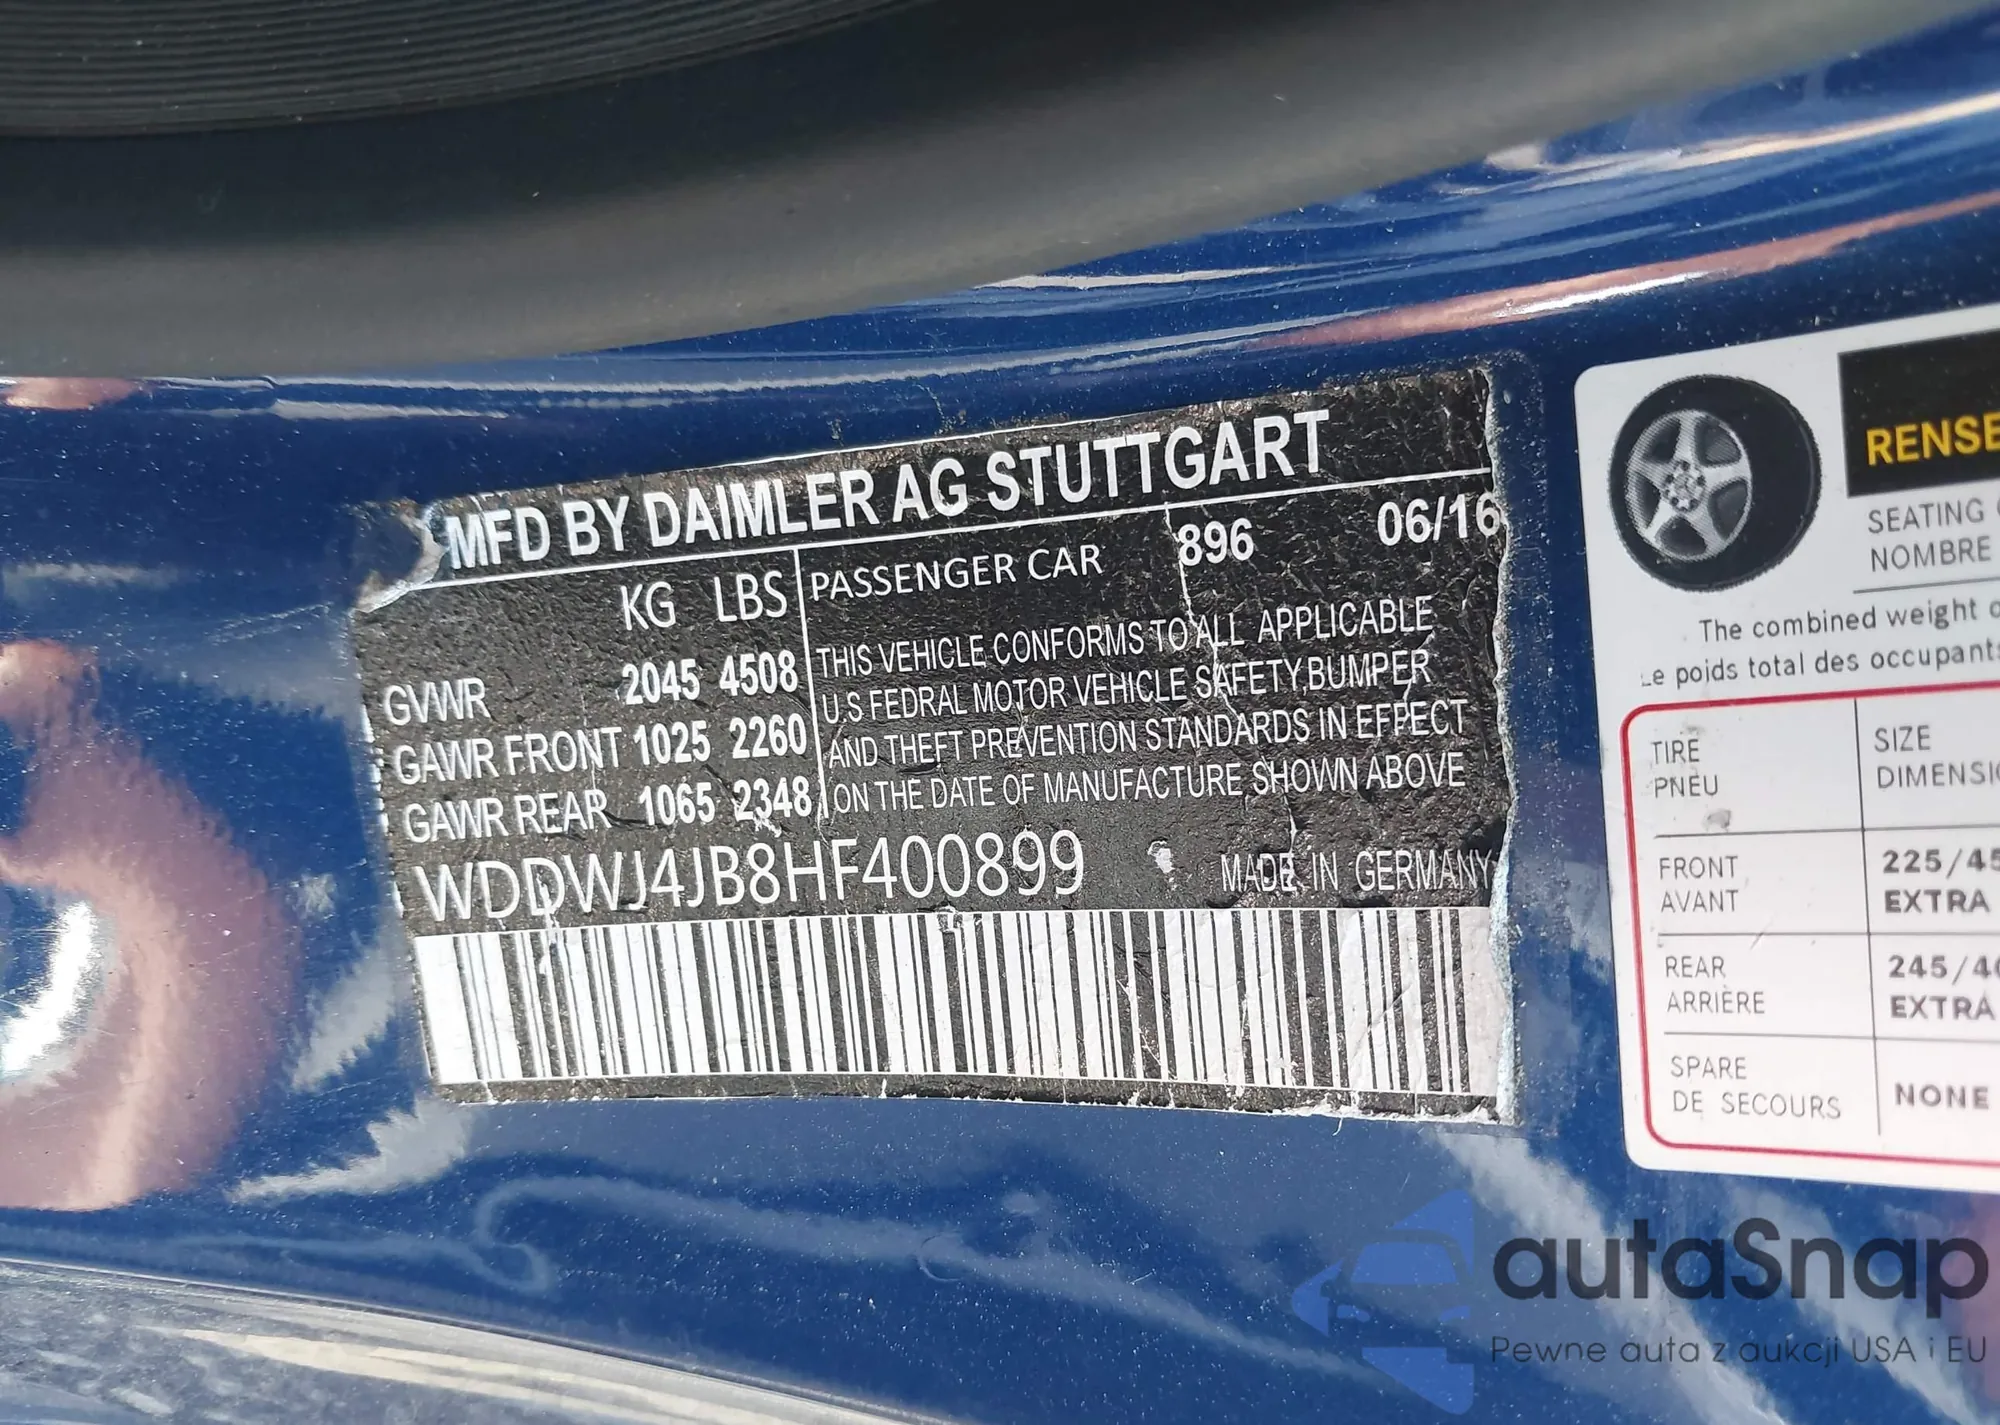 MFD BY DAIMLER AG STUTTGART
KG LBS PASSENGER CAR 896 06/16
GVWR 2045 4508
GAWR FRONT 1025 2260
GAWR REAR 1065 2348
THIS VEHICLE CONFORMS TO ALL APPLICABLE
U.S FEDRAL MOTOR VEHICLE SAFETY,BUMPER
AND THEFT PREVENTION STANDARDS IN EFFECT
ON THE DATE OF MANUFACTURE SHOWN ABOVE
WDDWJ4JB8HF400899 MADE IN GERMANY
RENSE
SEATING
NOMBRE
The combined weight
Le poids total des occupants
TIRE
PNEU
SIZE
DIMENSIO
FRONT
AVANT
225/45
EXTRA
REAR
ARRIÈRE
245/40
EXTRA
SPARE
DE SECOURS
NONE
autaSnap
Pewne auta z aukcji USA i EU